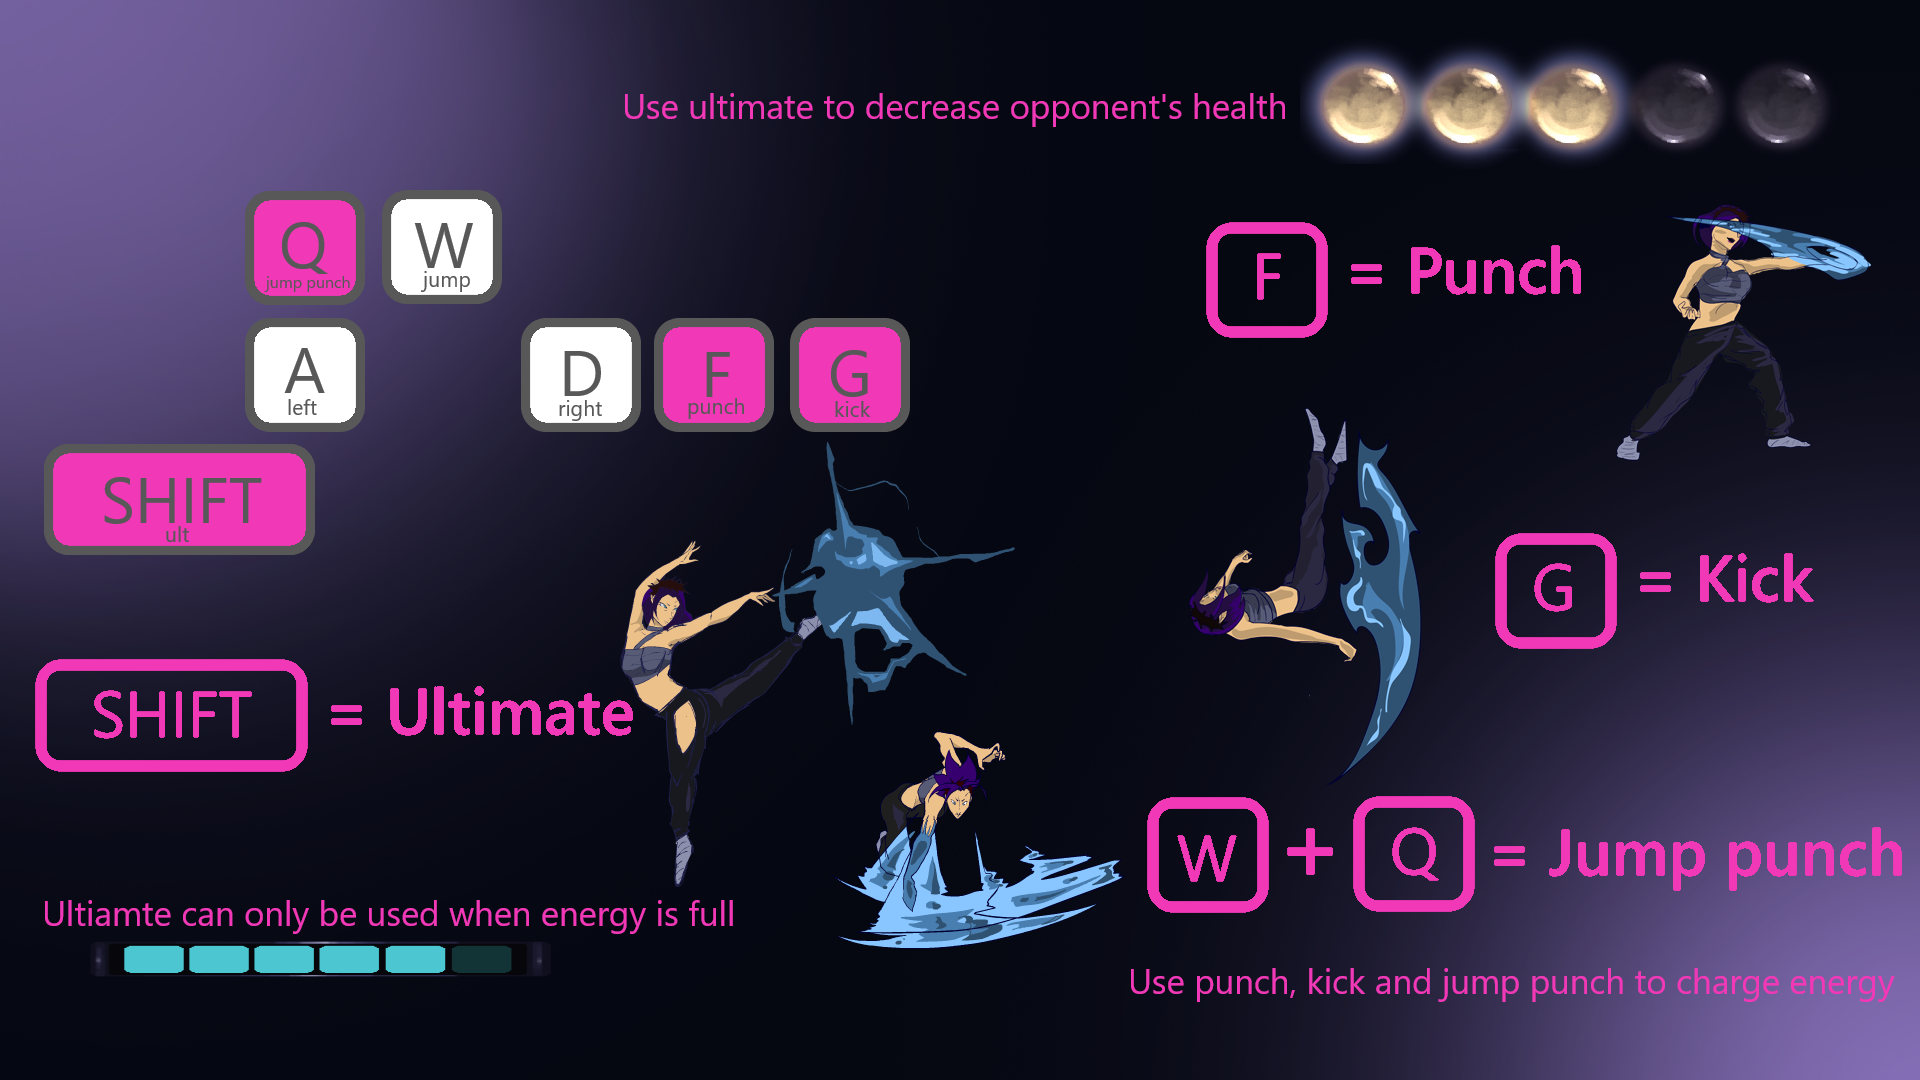 Use ultimate to decrease opponent's health
Q
jump punch
W
jump
A
left
D
right
F
punch
G
kick
SHIFT
ult
F = Punch
G = Kick
SHIFT = Ultimate
W + Q = Jump punch
Ultiamte can only be used when energy is full
Use punch, kick and jump punch to charge energy